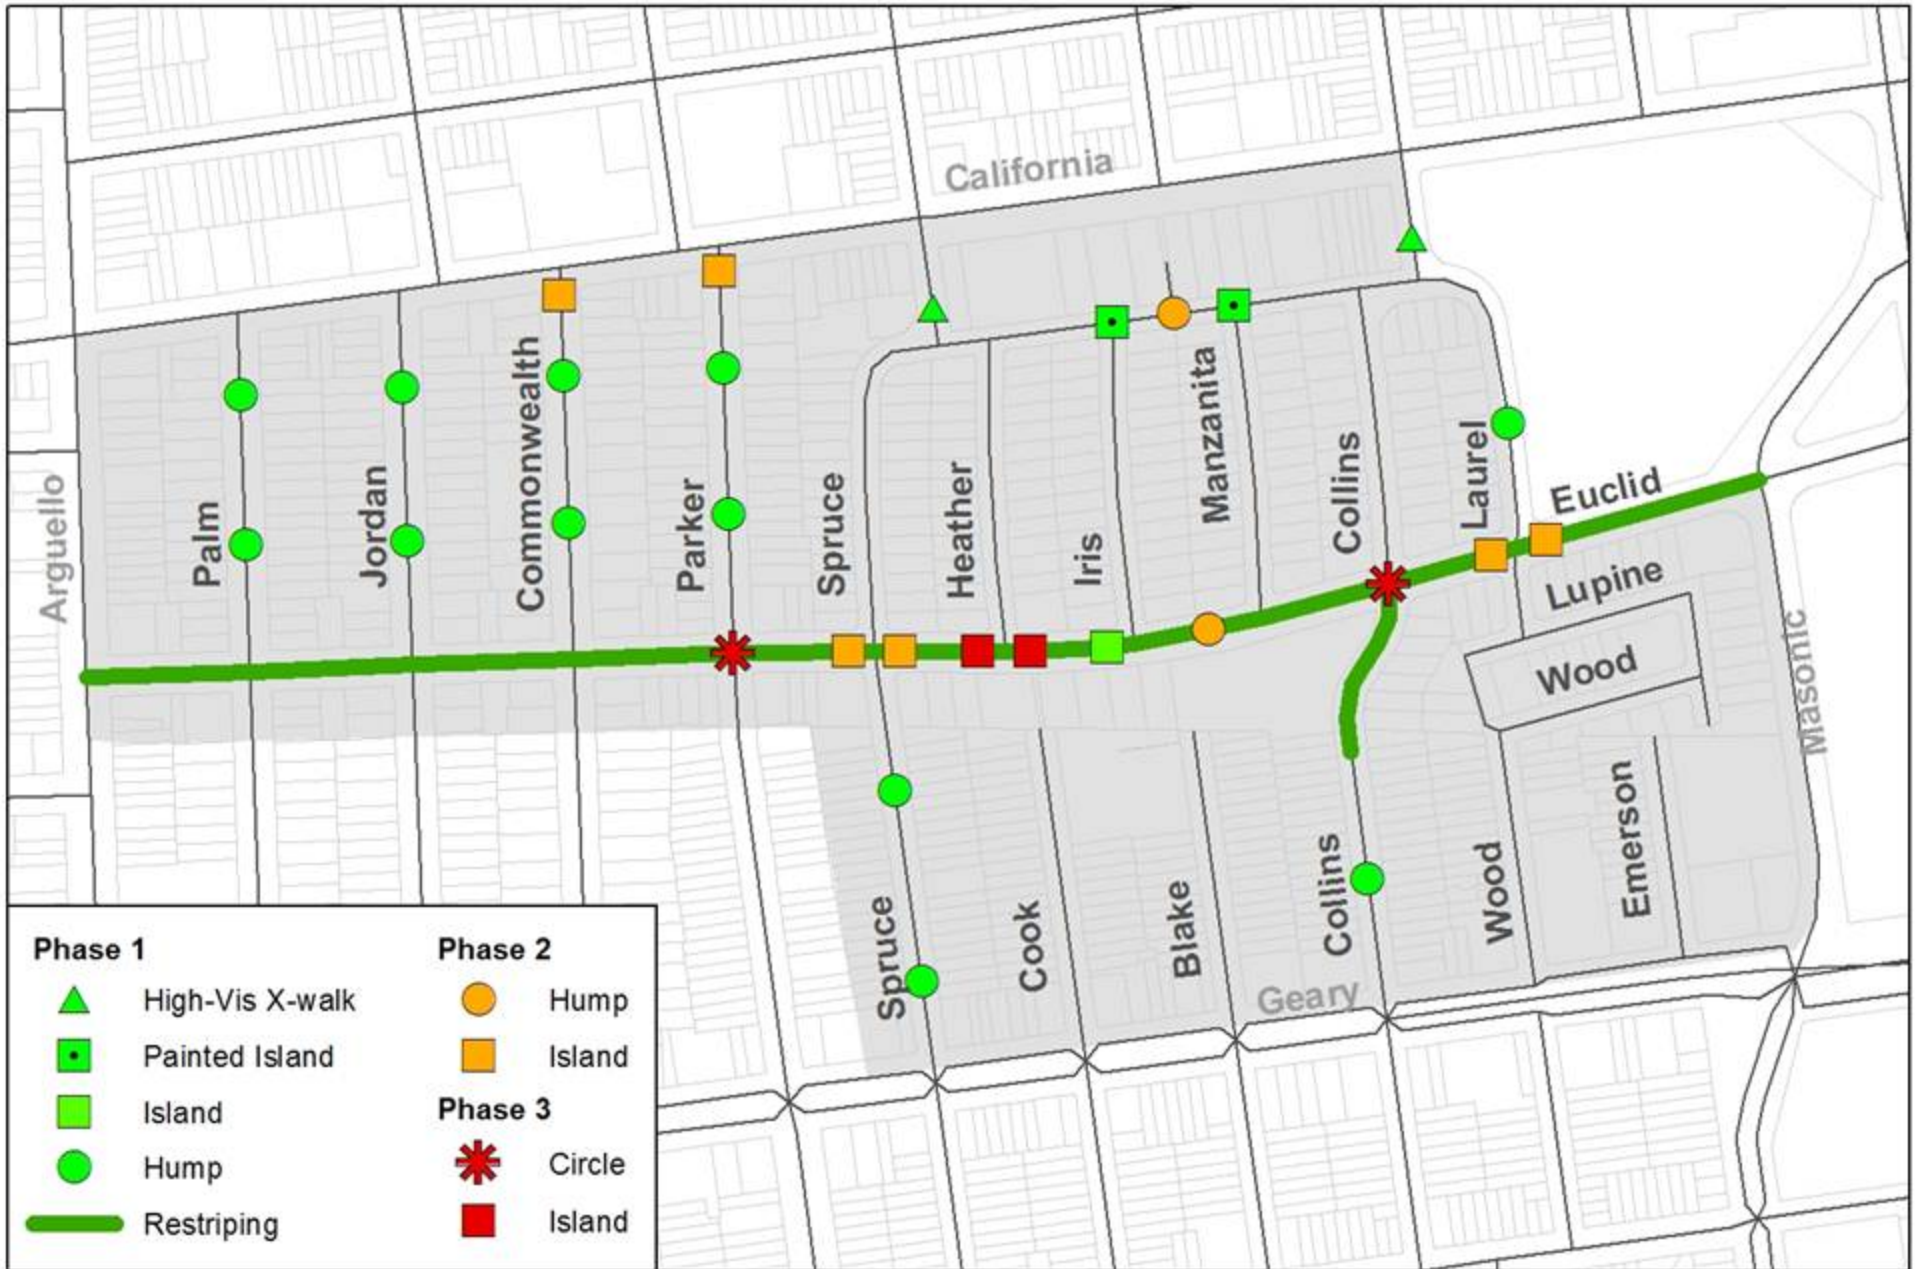 California
Arguello
Palm
Jordan
Commonwealth
Parker
Spruce
Heather
Iris
Manzanita
Collins
Laurel
Euclid
Lupine
Wood
Masonic
Spruce
Cook
Blake
Collins
Wood
Emerson
Geary
Phase 1
High-Vis X-walk
Painted Island
Island
Hump
Restriping
Phase 2
Hump
Island
Phase 3
Circle
Island